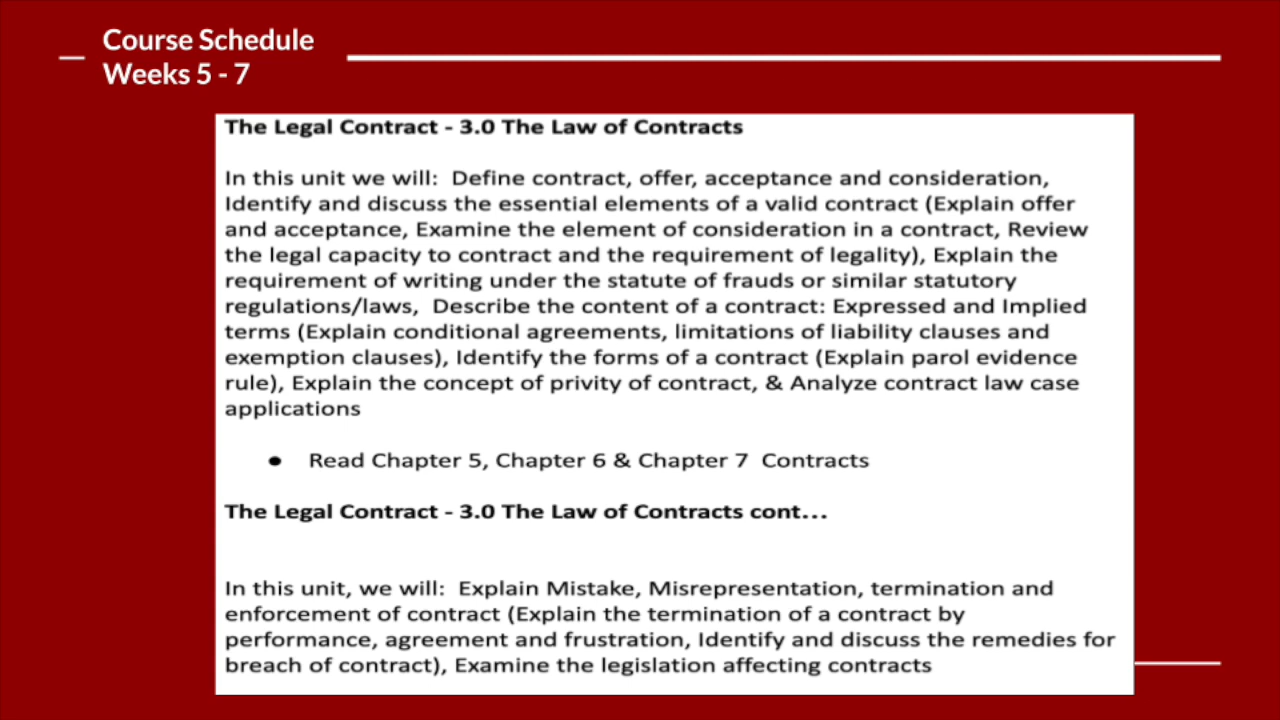 Course Schedule
Weeks 5 - 7
The Legal Contract - 3.0 The Law of Contracts
In this unit we will:  Define contract, offer, acceptance and consideration,
Identify and discuss the essential elements of a valid contract (Explain offer
and acceptance, Examine the element of consideration in a contract, Review
the legal capacity to contract and the requirement of legality), Explain the
requirement of writing under the statute of frauds or similar statutory
regulations/laws,  Describe the content of a contract: Expressed and Implied
terms (Explain conditional agreements, limitations of liability clauses and
exemption clauses), Identify the forms of a contract (Explain parol evidence
rule), Explain the concept of privity of contract, & Analyze contract law case
applications
● Read Chapter 5, Chapter 6 & Chapter 7  Contracts
The Legal Contract - 3.0 The Law of Contracts cont...
In this unit, we will:  Explain Mistake, Misrepresentation, termination and
enforcement of contract (Explain the termination of a contract by
performance, agreement and frustration, Identify and discuss the remedies for
breach of contract), Examine the legislation affecting contracts